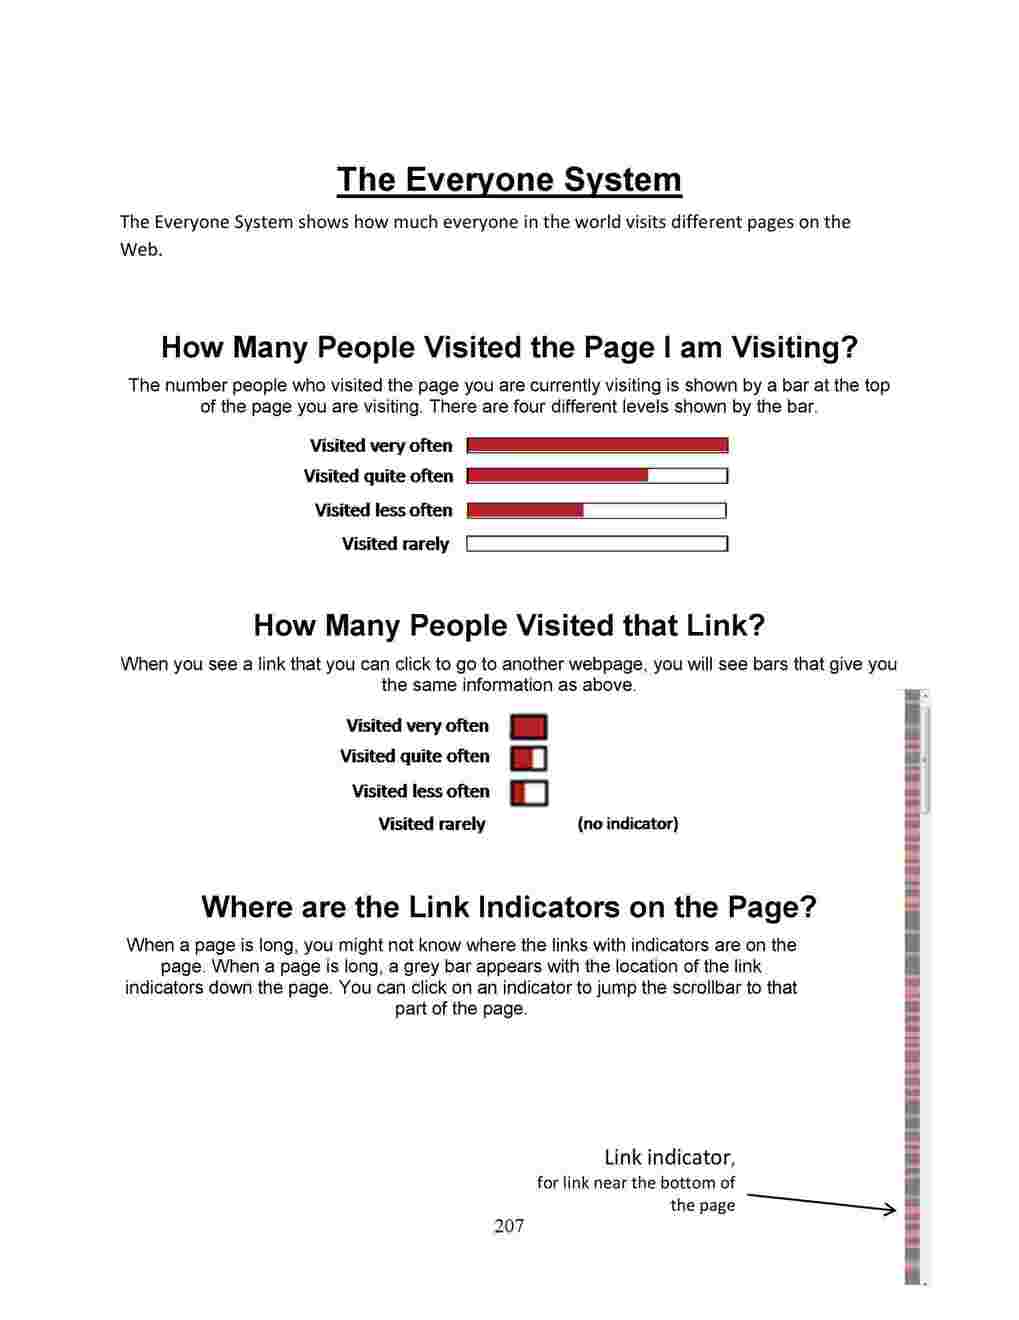 The Everyone System
The Everyone System shows how much everyone in the world visits different pages on the
Web.
How Many People Visited the Page I am Visiting?
The number people who visited the page you are currently visiting is shown by a bar at the top
of the page you are visiting. There are four different levels shown by the bar.
Visited very often
Visited quite often
Visited less often
Visited rarely
How Many People Visited that Link?
When you see a link that you can click to go to another webpage, you will see bars that give you
the same information as above.
Visited very often
Visited quite often
Visited less often
Visited rarely (no indicator)
Where are the Link Indicators on the Page?
When a page is long, you might not know where the links with indicators are on the
page. When a page is long, a grey bar appears with the location of the link
indicators down the page. You can click on an indicator to jump the scrollbar to that
part of the page.
Link indicator,
for link near the bottom of
the page
207